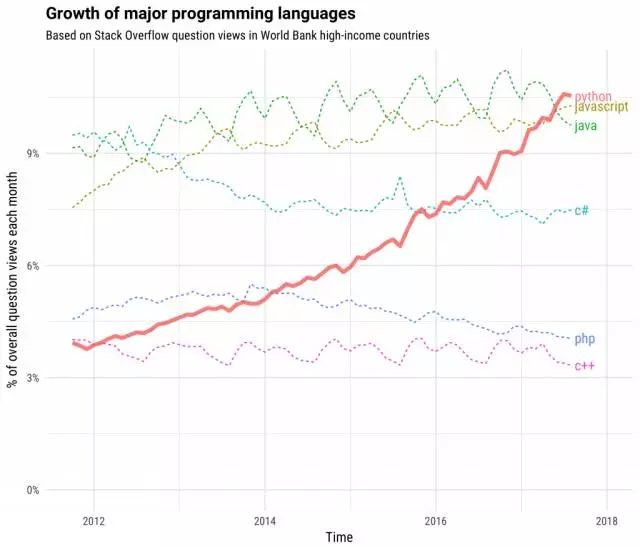 Growth of major programming languages
Based on Stack Overflow question views in World Bank high-income countries
python
javascript
java
9%
c#
6%
php
c++
3%
0%
2012 2014 2016 2018
Time
% of overall question views each month